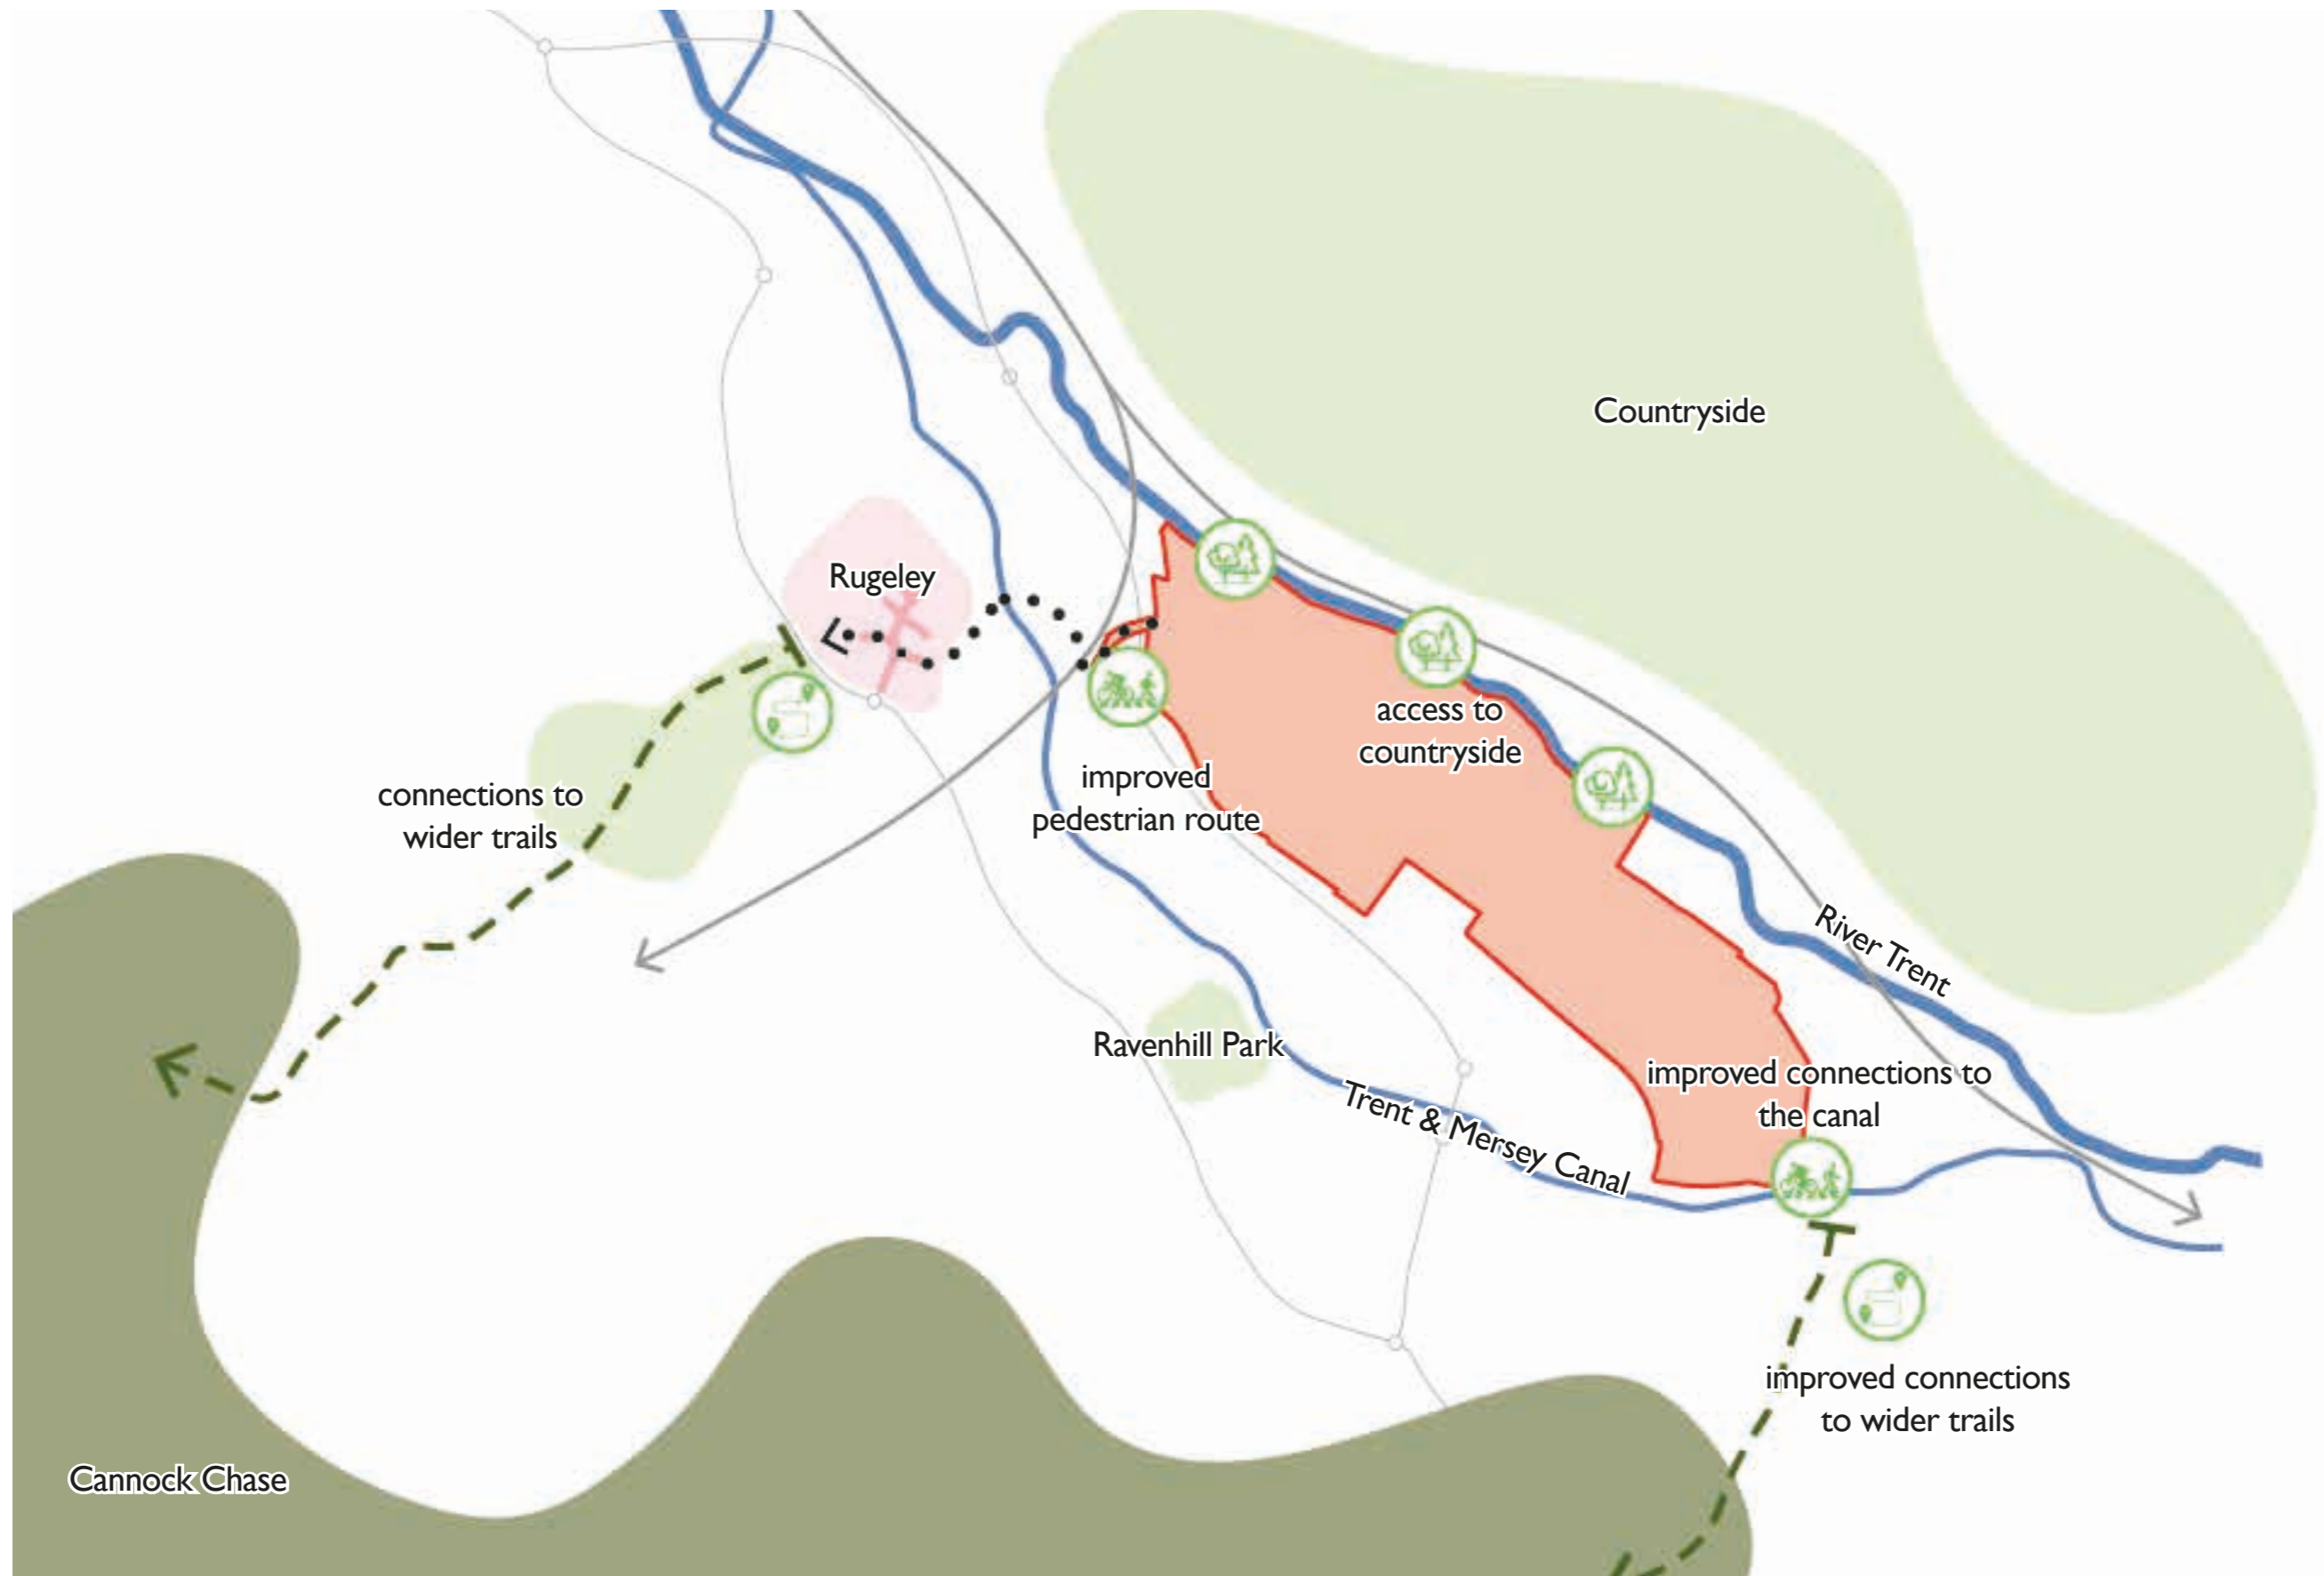 Countryside
Rugeley
access to
countryside
improved
pedestrian route
connections to
wider trails
River Trent
Ravenhill Park
improved connections to
the canal
Trent & Mersey Canal
improved connections
to wider trails
Cannock Chase